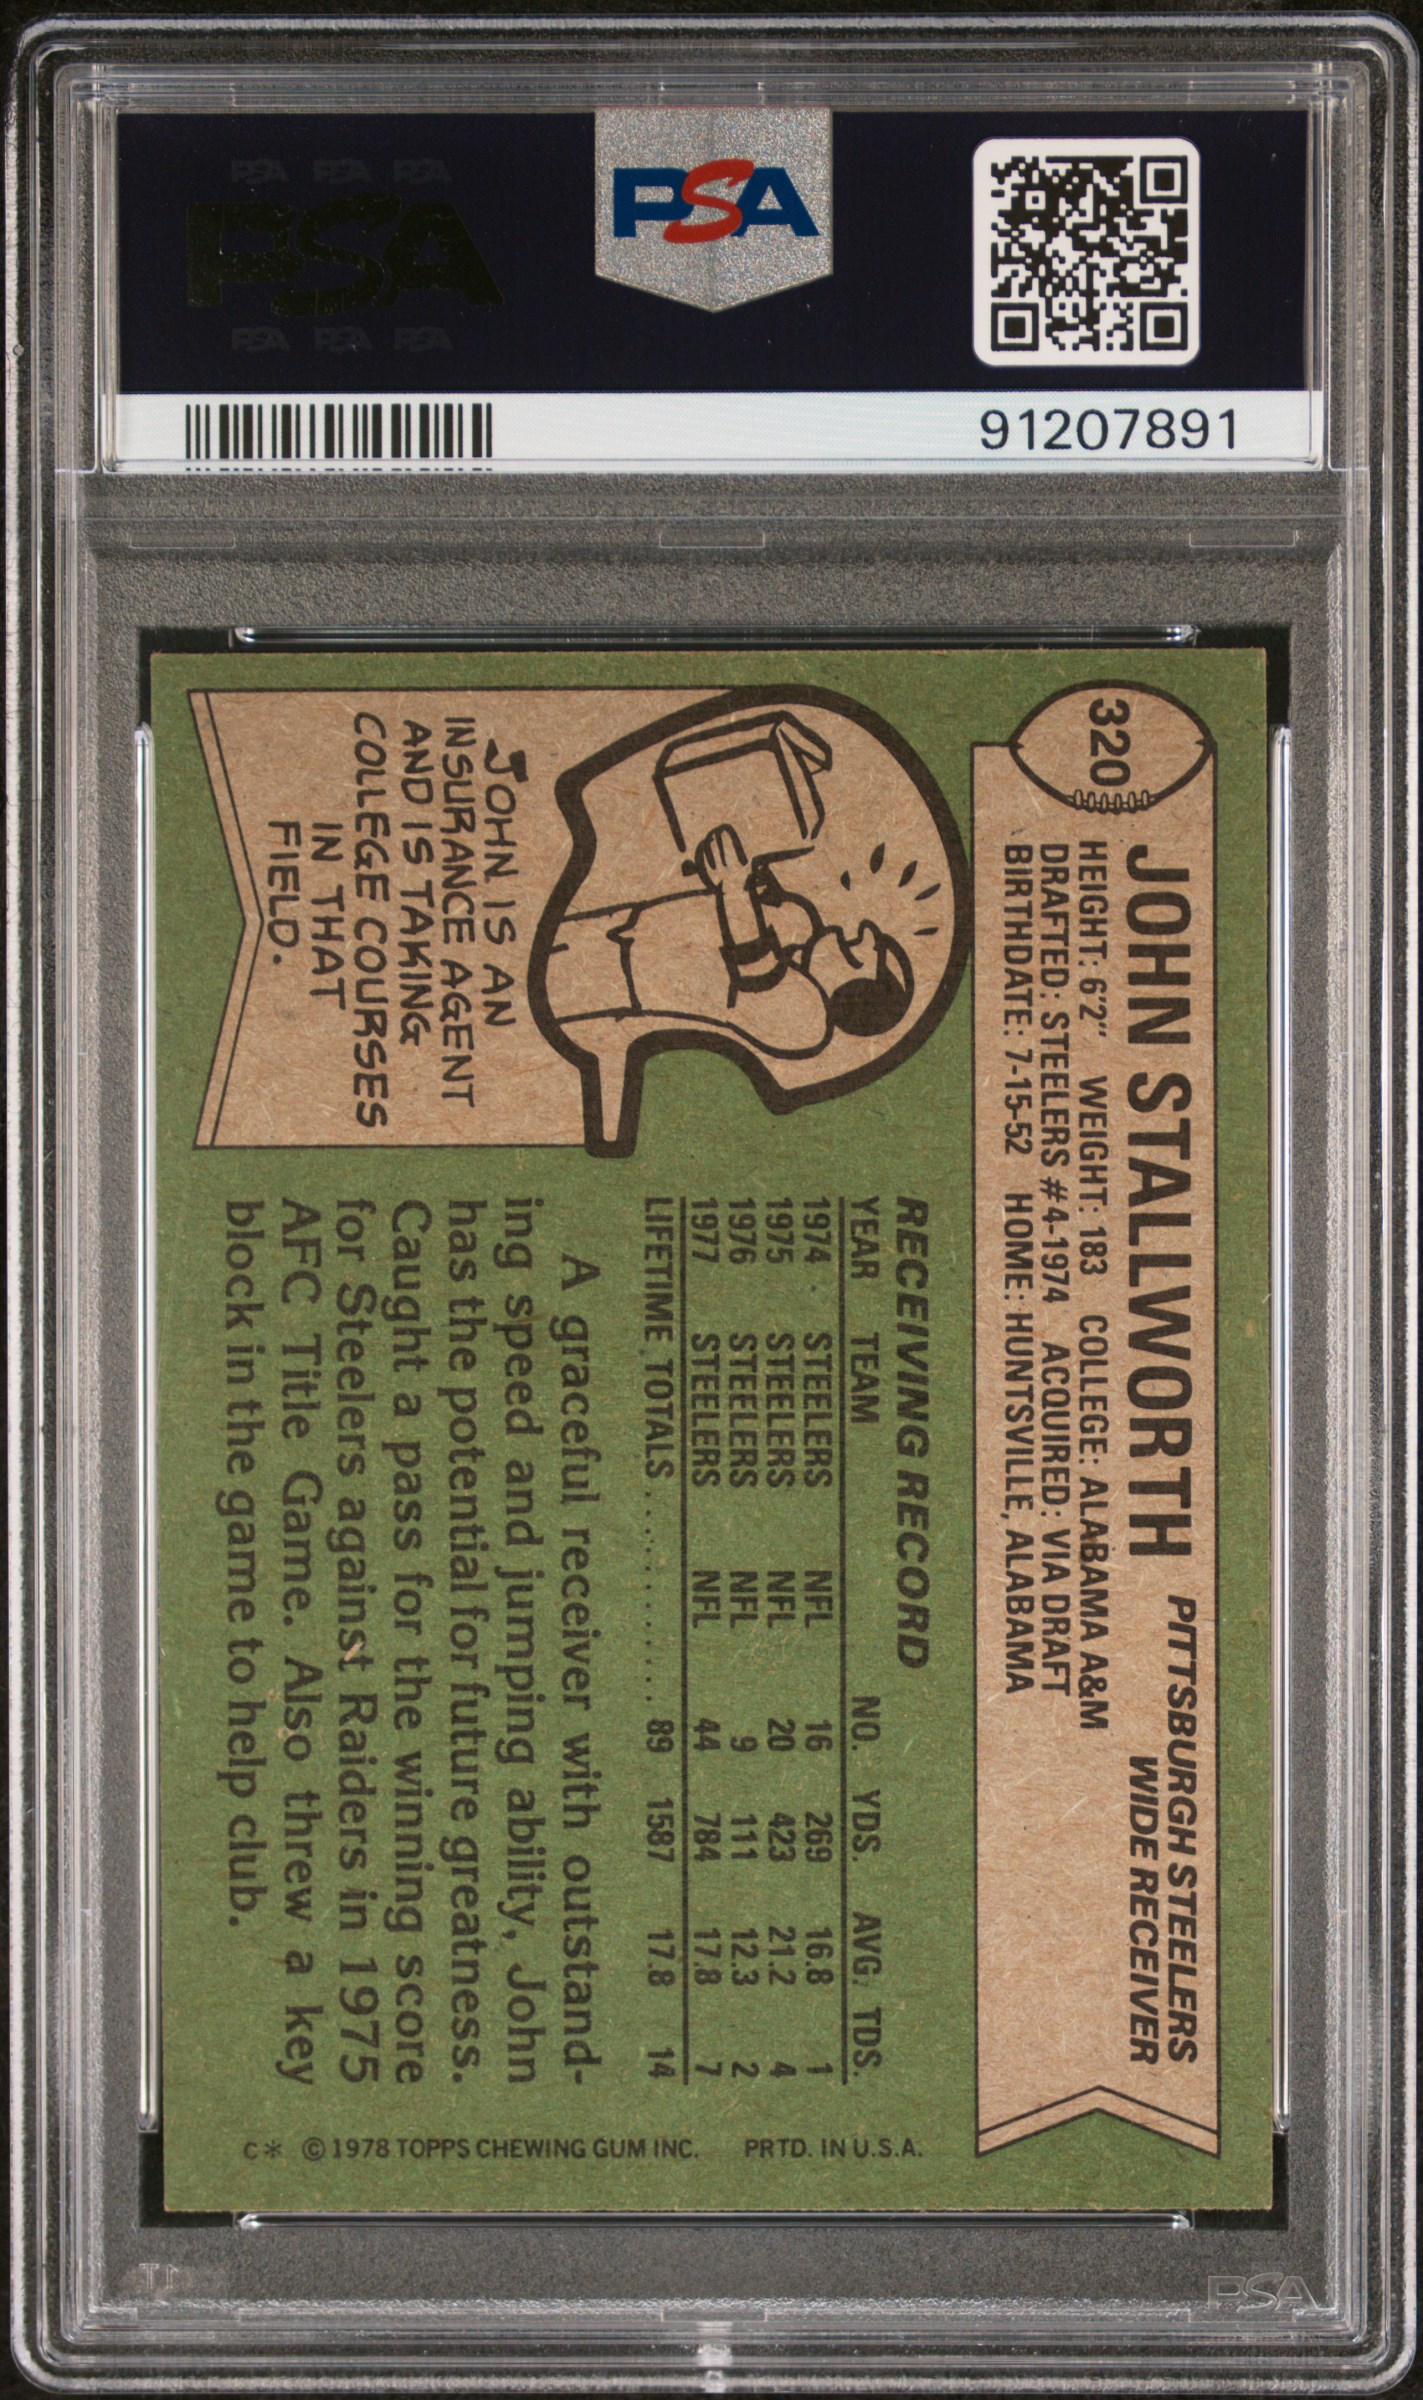 PSA PSA PSA
PSA
PSA PSA PSA
PSA
91207891
320
JOHN STALLWORTH
PITTSBURGH STEELERS
WIDE RECEIVER
HEIGHT: 6'2" WEIGHT: 183 COLLEGE: ALABAMA A&M
DRAFTED: STEELERS #4-1974 ACQUIRED: VIA DRAFT
BIRTHDATE: 7-15-52 HOME: HUNTSVILLE, ALABAMA
JOHN IS AN
INSURANCE AGENT
AND IS TAKING
COLLEGE COURSES
IN THAT
FIELD.
RECEIVING RECORD
YEAR TEAM NO. YDS. AVG. TDS.
1974 STEELERS NFL 16 269 16.8 1
1975 STEELERS NFL 20 423 21.2 4
1976 STEELERS NFL 9 111 12.3 2
1977 STEELERS NFL 44 784 17.8 7
LIFETIME TOTALS . . . . . . . . . . . 89 1587 17.8 14
A graceful receiver with outstand-
ing speed and jumping ability, John
has the potential for future greatness.
Caught a pass for the winning score
for Steelers against Raiders in 1975
AFC Title Game. Also threw a key
block in the game to help club.
C* © 1978 TOPPS CHEWING GUM INC. PRTD. IN U.S.A.
PSA